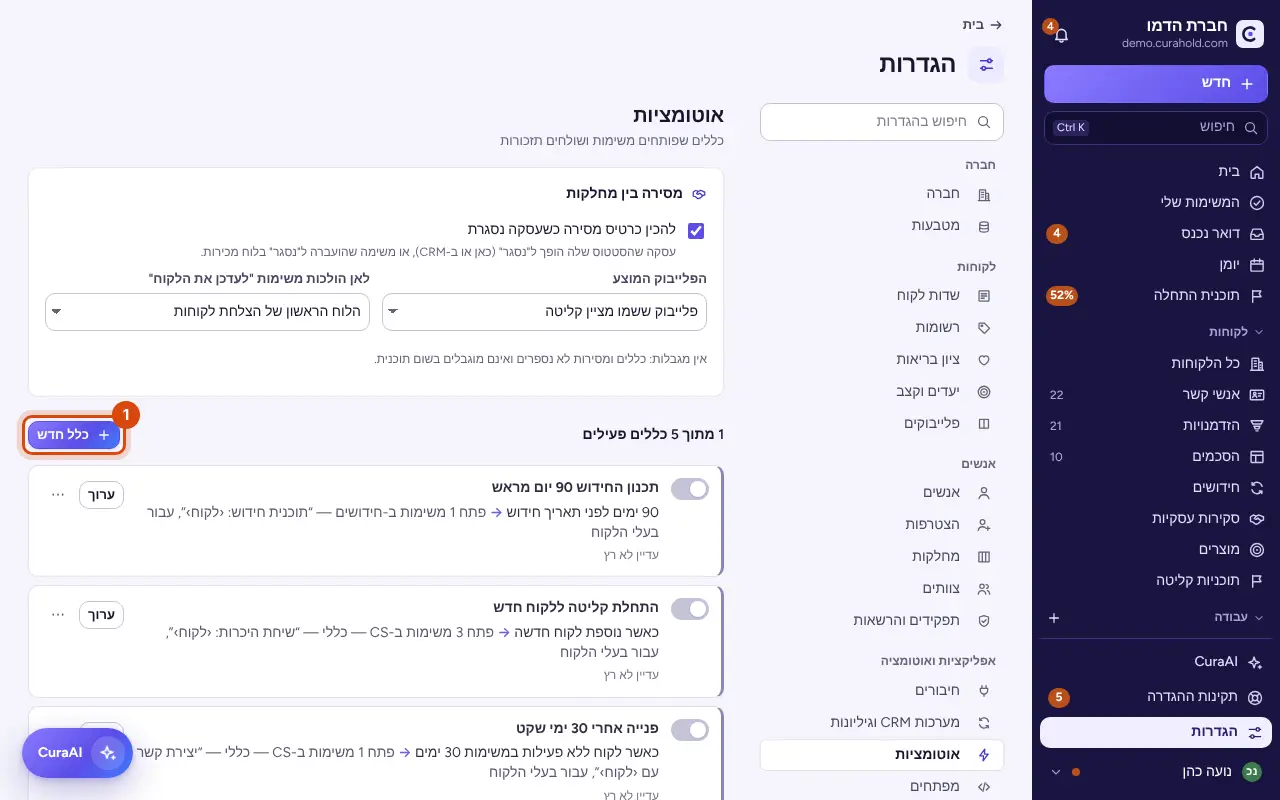 חברת הדמו
demo.curahold.com
4
חדש
חיפוש
Ctrl K
בית
המשימות שלי
דואר נכנס
4
יומן
תוכנית התחלה
52%
לקוחות
כל הלקוחות
אנשי קשר
22
הזדמנויות
21
הסכמים
10
חידושים
סקירות עסקיות
מוצרים
תוכניות קליטה
עבודה
CuraAI
תקינות ההגדרה
5
הגדרות
נכ
נועה כהן
→ בית
הגדרות
חיפוש בהגדרות
חברה
חברה
מטבעות
לקוחות
שדות לקוח
רשומות
ציון בריאות
יעדים וקצב
פלייבוקים
אנשים
אנשים
הצטרפות
מחלקות
צוותים
תפקידים והרשאות
אפליקציות ואוטומציה
חיבורים
מערכות CRM וגיליונות
אוטומציות
מפתחים
אוטומציות
כללים שפותחים משימות ושולחים תזכורות
מסירה בין מחלקות
להכין כרטיס מסירה כשעסקה נסגרת
עסקה שהסטטוס שלה הופך ל"נסגר" (כאן או ב-CRM), או משימה שהועברה ל"נסגר" בלוח מכירות.
הפלייבוק המוצע
פלייבוק ששמו מציין קליטה
לאן הולכות משימות "לעדכן את הלקוח"
הלוח הראשון של הצלחת לקוחות
אין מגבלות: כללים ומסירות לא נספרים ואינם מוגבלים בשום תוכנית.
1 מתוך 5 כללים פעילים
כלל חדש
1
תכנון החידוש 90 יום מראש
90 ימים לפני תאריך חידוש → פתח 1 משימות ב-חידושים — “תוכנית חידוש: ‹לקוח›”, עבור
בעלי הלקוח
עדיין לא רץ
ערוך
התחלת קליטה ללקוח חדש
כאשר נוספת לקוח חדשה → פתח 3 משימות ב-CS — כללי — “שיחת היכרות: ‹לקוח›”,
עבור בעלי הלקוח
עדיין לא רץ
ערוך
פנייה אחרי 30 ימי שקט
כאשר לקוח ללא פעילות במשימות 30 ימים → פתח 1 משימות ב-CS — כללי — “יצירת קשר
עם ‹לקוח›”, עבור בעלי הלקוח
עדיין לא רץ
CuraAI